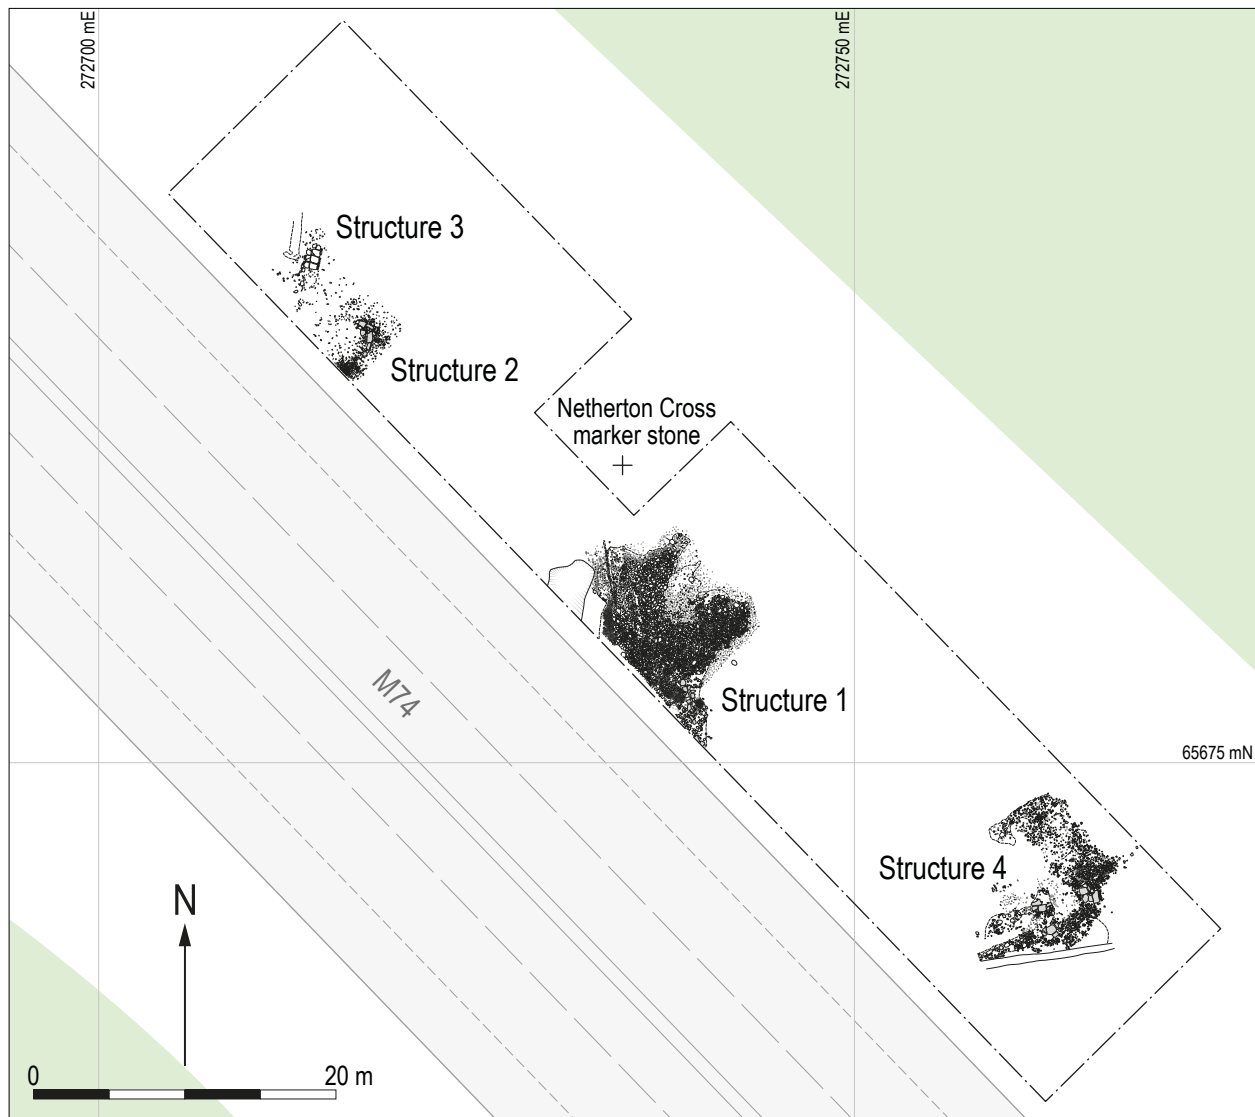 272700 mE
272750 mE
Structure 3
Structure 2
Netherton Cross
marker stone
Structure 1
M74
65675 mN
Structure 4
N
0 20 m